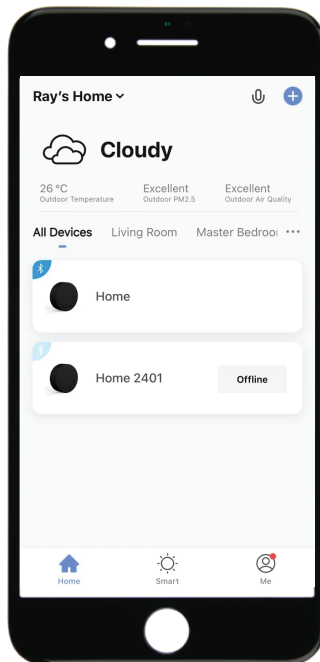 Ray's Home
Cloudy
26 °C Excellent Excellent
Outdoor Temperature Outdoor PM2.5 Outdoor Air Quality
All Devices Living Room Master Bedroo ...
Home
Home 2401 Offline
Home Smart Me